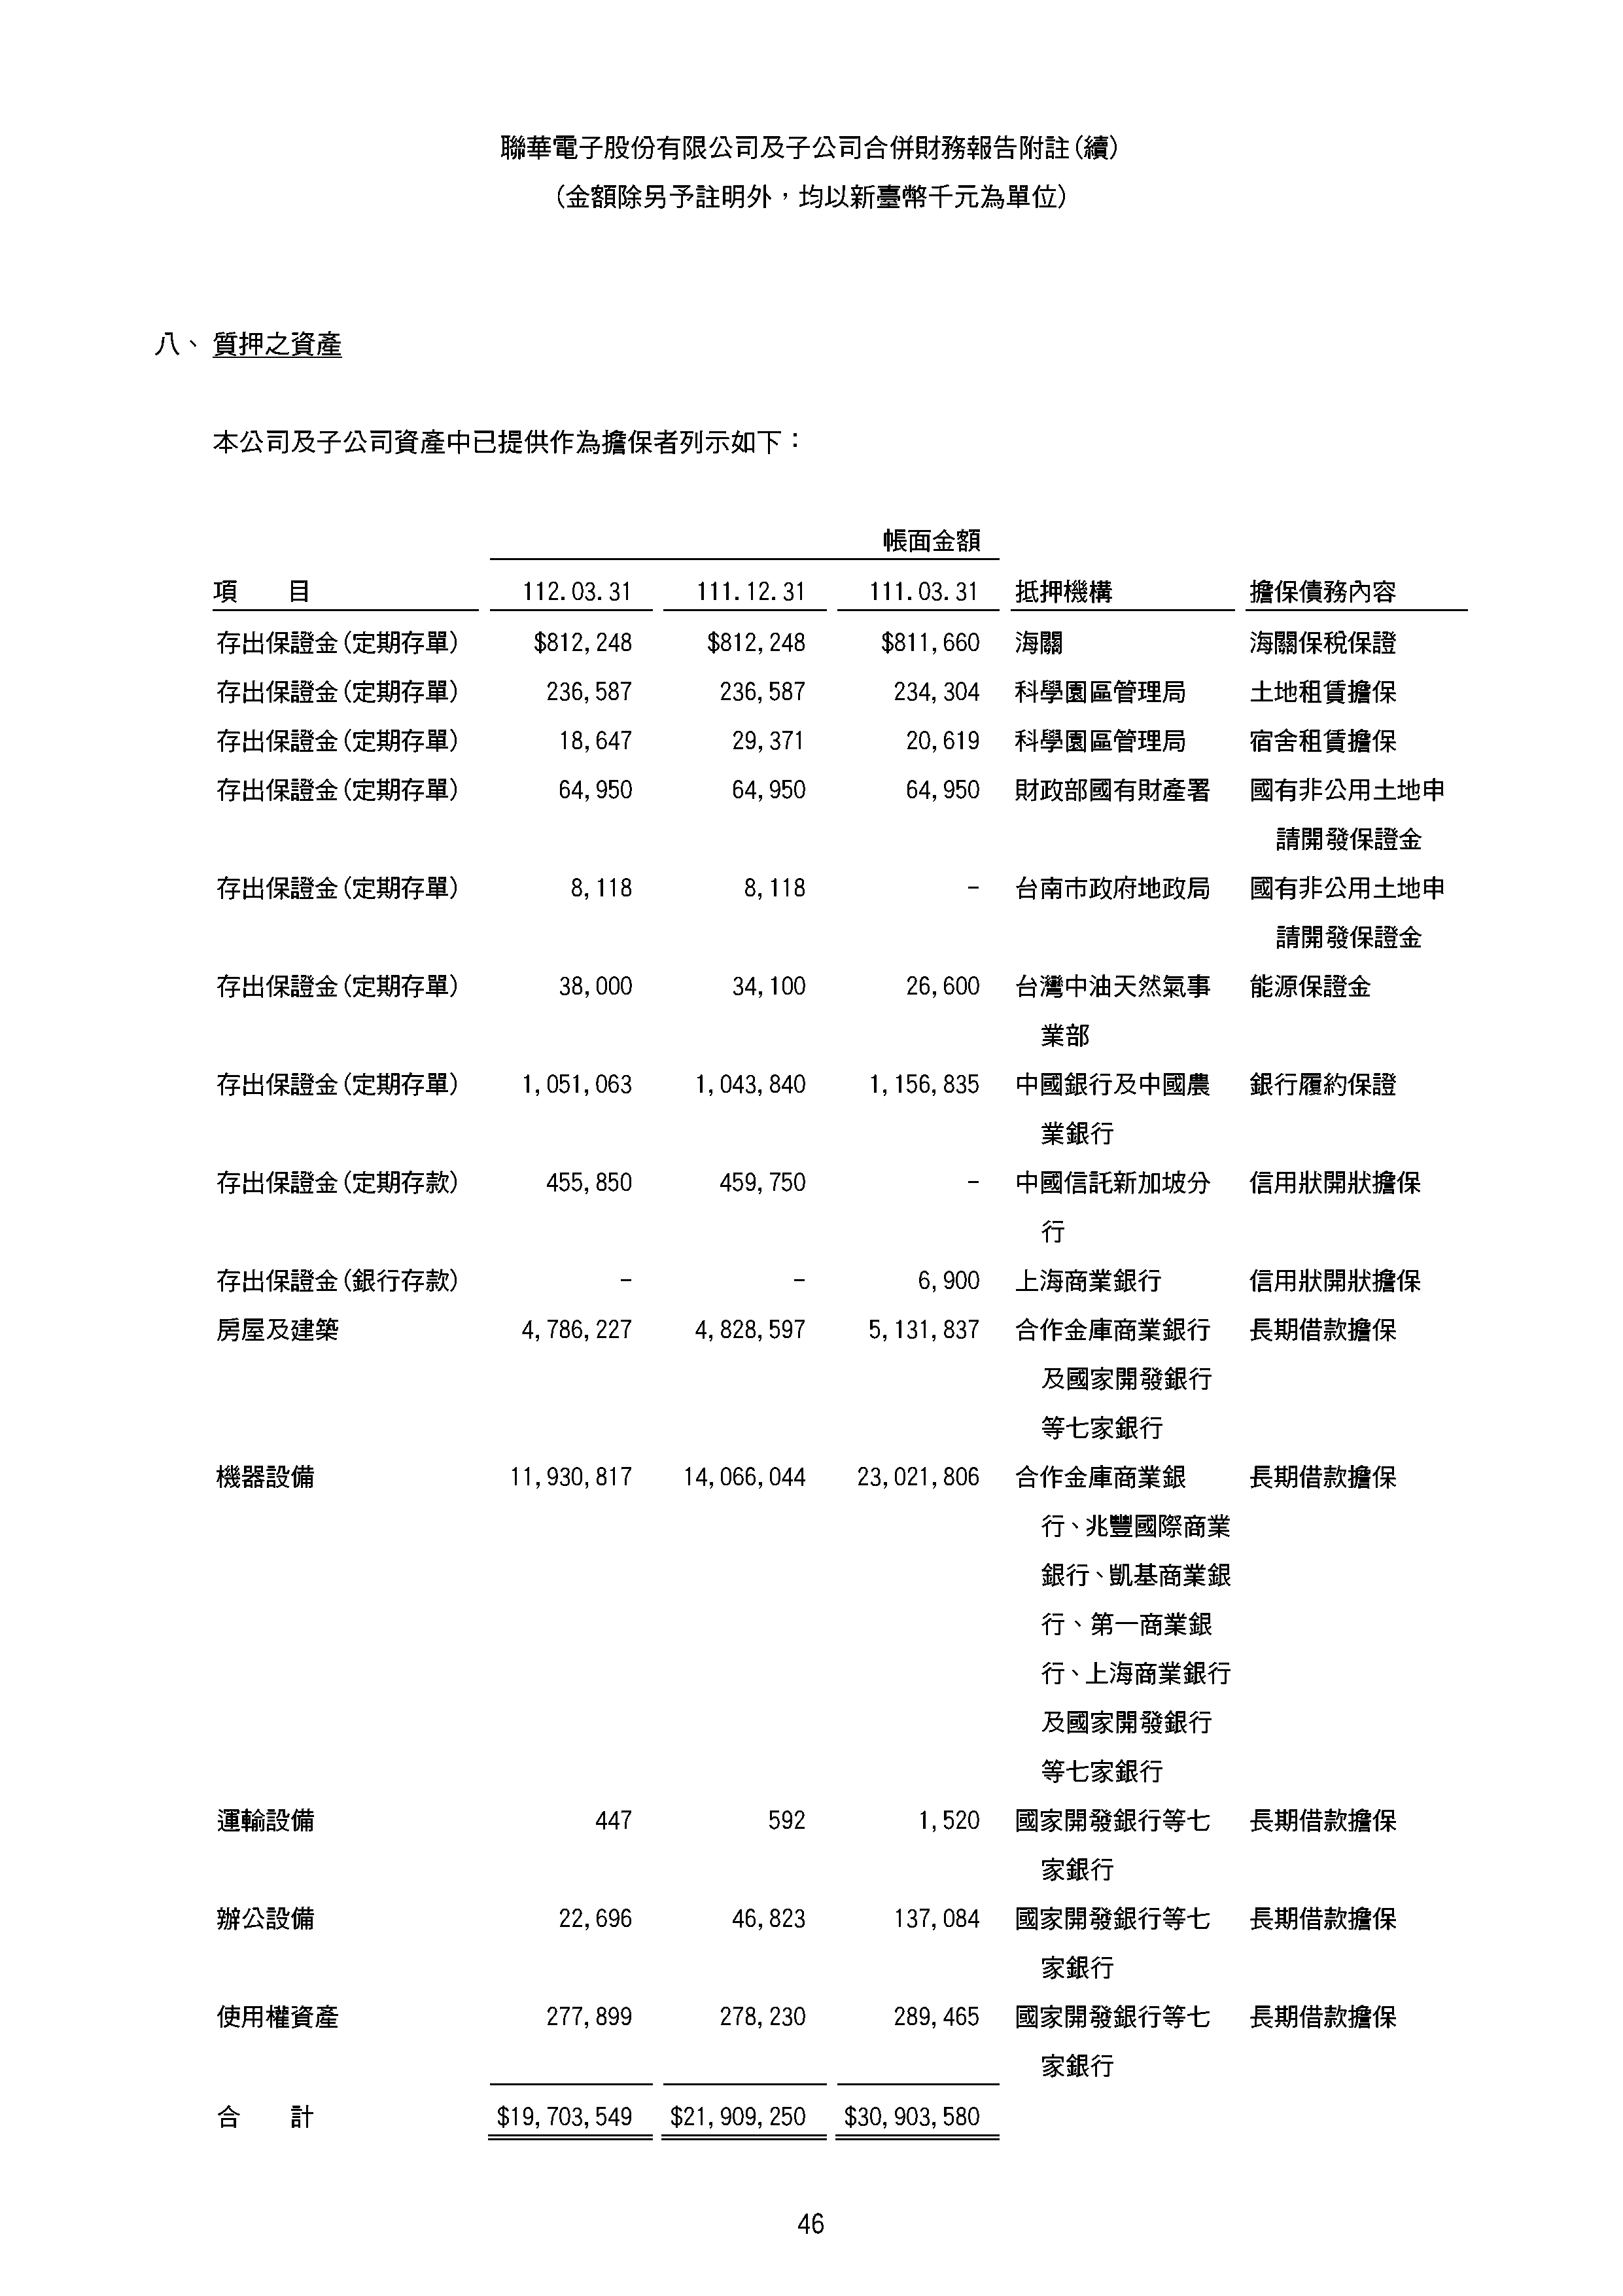 聯華電子股份有限公司及子公司合併財務報告附註(續)
(金額除另予註明外，均以新臺幣千元為單位)
八、 質押之資產
本公司及子公司資產中已提供作為擔保者列示如下：
帳面金額
項　　目 112.03.31 111.12.31 111.03.31 抵押機構 擔保債務內容
存出保證金(定期存單) $812,248 $812,248 $811,660 海關 海關保稅保證
存出保證金(定期存單) 236,587 236,587 234,304 科學園區管理局 土地租賃擔保
存出保證金(定期存單) 18,647 29,371 20,619 科學園區管理局 宿舍租賃擔保
存出保證金(定期存單) 64,950 64,950 64,950 財政部國有財產署 國有非公用土地申
請開發保證金
存出保證金(定期存單) 8,118 8,118 - 台南市政府地政局 國有非公用土地申
請開發保證金
存出保證金(定期存單) 38,000 34,100 26,600 台灣中油天然氣事 能源保證金
業部
存出保證金(定期存單) 1,051,063 1,043,840 1,156,835 中國銀行及中國農 銀行履約保證
業銀行
存出保證金(定期存款) 455,850 459,750 - 中國信託新加坡分 信用狀開狀擔保
行
存出保證金(銀行存款) - - 6,900 上海商業銀行 信用狀開狀擔保
房屋及建築 4,786,227 4,828,597 5,131,837 合作金庫商業銀行 長期借款擔保
及國家開發銀行
等七家銀行
機器設備 11,930,817 14,066,044 23,021,806 合作金庫商業銀 長期借款擔保
行、兆豐國際商業
銀行、凱基商業銀
行、第一商業銀
行、上海商業銀行
及國家開發銀行
等七家銀行
運輸設備 447 592 1,520 國家開發銀行等七 長期借款擔保
家銀行
辦公設備 22,696 46,823 137,084 國家開發銀行等七 長期借款擔保
家銀行
使用權資產 277,899 278,230 289,465 國家開發銀行等七 長期借款擔保
家銀行
合　　計 $19,703,549 $21,909,250 $30,903,580
46